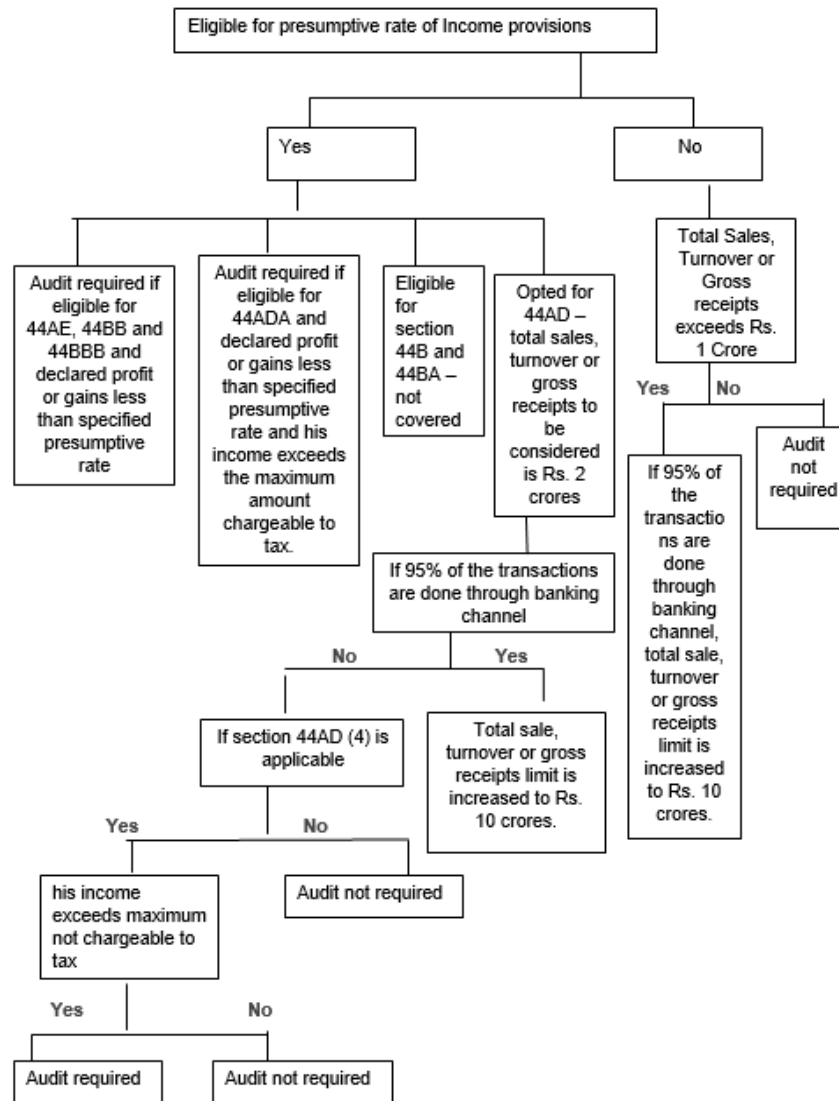 Eligible for presumptive rate of Income provisions
Yes
No
Audit required if
eligible for
44AE, 44BB and
44BBB and
declared profit
or gains less
than specified
presumptive
rate
Audit required if
eligible for
44ADA and
declared profit
or gains less
than specified
presumptive
rate and his
income exceeds
the maximum
amount
chargeable to
tax.
Eligible
for
section
44B and
44BA –
not
covered
Opted for
44AD –
total sales,
turnover or
gross
receipts to
be
considered
is Rs. 2
crores
Total Sales,
Turnover or
Gross
receipts
exceeds Rs.
1 Crore
Yes
No
If 95% of
the
transactio
ns are
done
through
banking
channel,
total sale,
turnover
or gross
receipts
limit is
increased
to Rs. 10
crores.
Audit
not
required
If 95% of the transactions
are done through banking
channel
No
Yes
If section 44AD (4) is
applicable
Total sale,
turnover or gross
receipts limit is
increased to Rs.
10 crores.
Yes
No
his income
exceeds maximum
not chargeable to
tax
Audit not required
Yes
No
Audit required
Audit not required